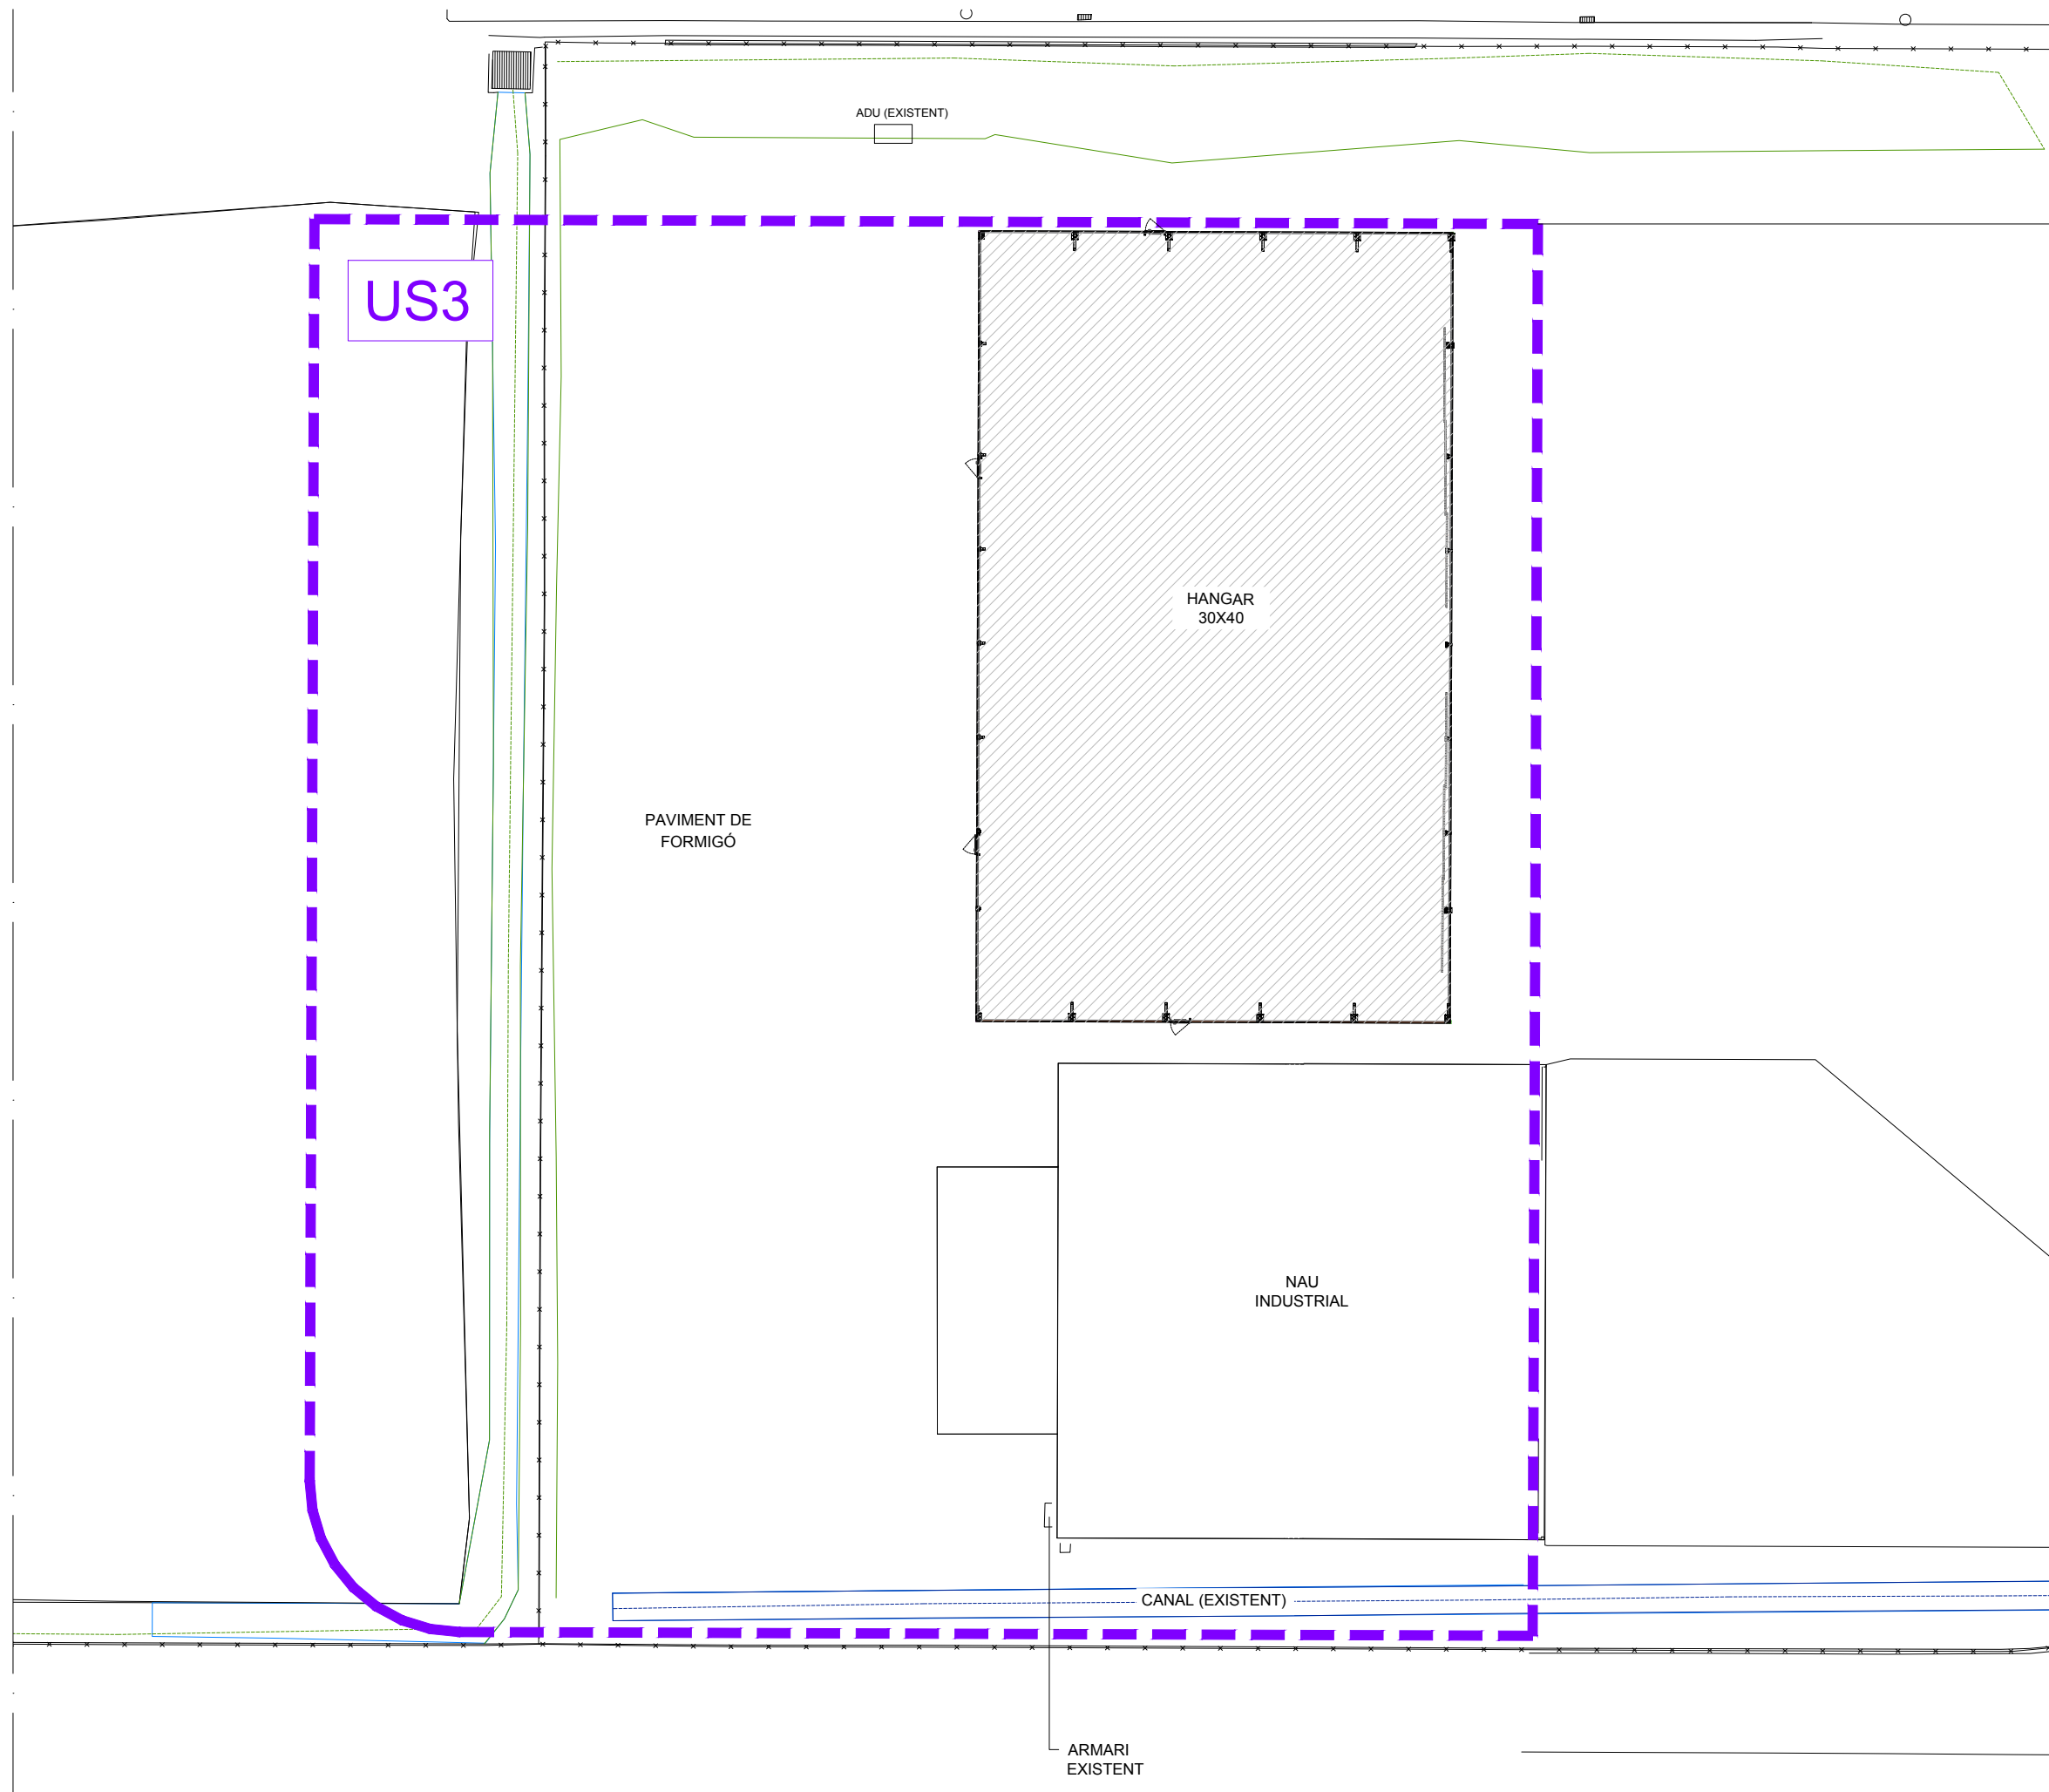 ADU (EXISTENT)
US3
HANGAR
30X40
PAVIMENT DE
FORMIGÓ
NAU
INDUSTRIAL
CANAL (EXISTENT)
ARMARI
EXISTENT